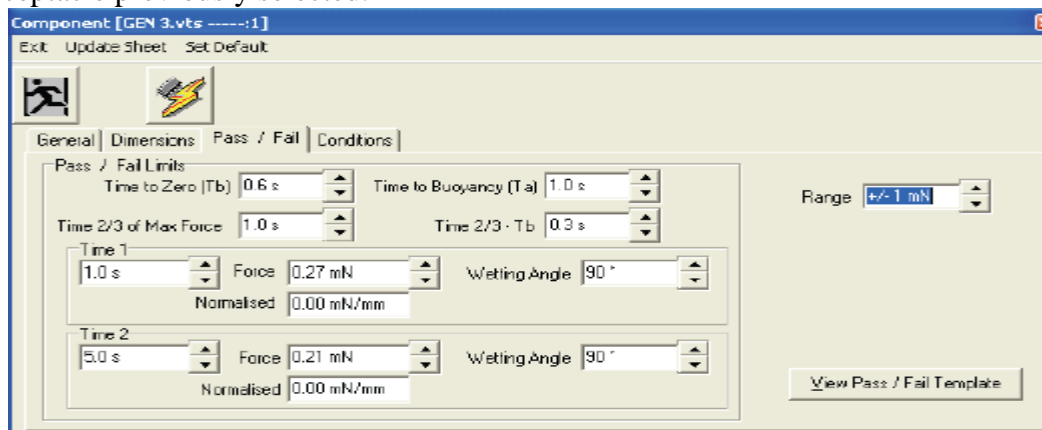 previously selected.
Component [GEN 3.vts -----:1]
Exit Update Sheet Set Default
General Dimensions Pass / Fail Conditions
Pass / Fail Limits
Time to Zero (Tb) 0.6 s Time to Buoyancy (Ta) 1.0 s
Range +/- 1 mN
Time 2/3 of Max Force 1.0 s Time 2/3 - Tb 0.3 s
Time 1
1.0 s Force 0.27 mN Wetting Angle 90 °
Normalised 0.00 mN/mm
Time 2
5.0 s Force 0.21 mN Wetting Angle 90 °
Normalised 0.00 mN/mm
View Pass / Fail Template